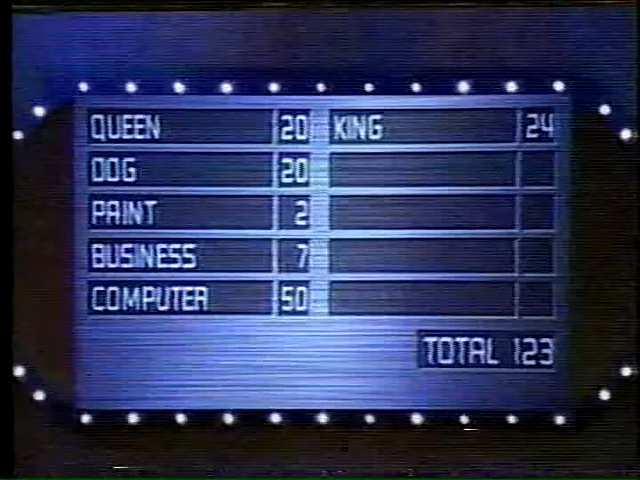 QUEEN 20 KING 24
DOG 20
PAINT 2
BUSINESS 7
COMPUTER 50
TOTAL 123